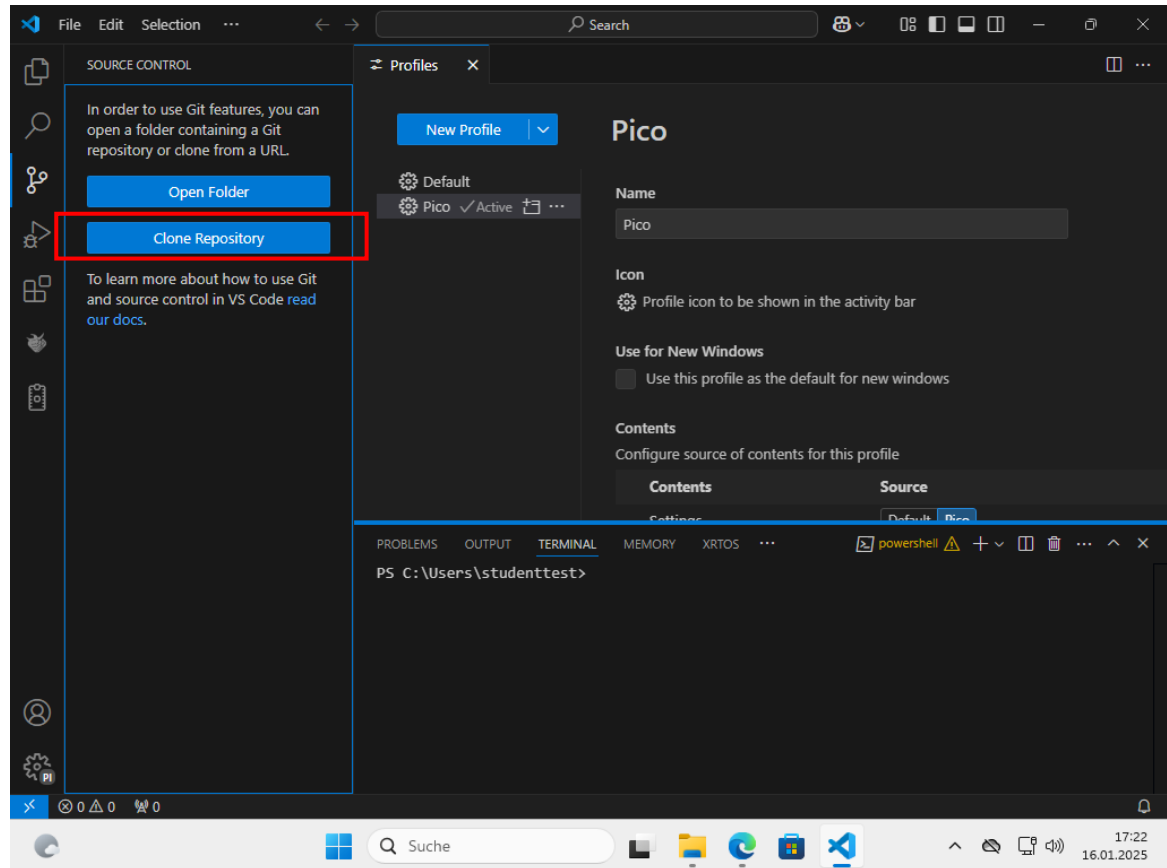 File Edit Selection ··· Search
SOURCE CONTROL
In order to use Git features, you can
open a folder containing a Git
repository or clone from a URL.
Open Folder
Clone Repository
To learn more about how to use Git
and source control in VS Code read
our docs.
Profiles
New Profile
Default
Pico Active
Pico
Name
Pico
Icon
Profile icon to be shown in the activity bar
Use for New Windows
Use this profile as the default for new windows
Contents
Configure source of contents for this profile
Contents Source
Settings Default Pico
PROBLEMS OUTPUT TERMINAL MEMORY XRTOS ··· powershell
PS C:\Users\studenttest>
PI
0 0 0
Suche
17:22
16.01.2025